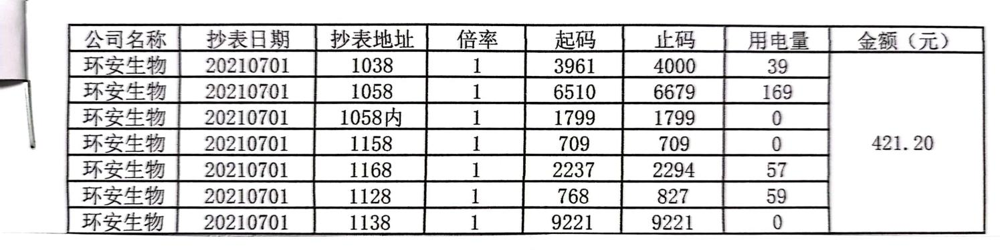 公司名称 抄表日期 抄表地址 倍率 起码 止码 用电量 金额（元）
环安生物 20210701 1038 1 3961 4000 39
环安生物 20210701 1058 1 6510 6679 169
环安生物 20210701 1058内 1 1799 1799 0
环安生物 20210701 1158 1 709 709 0 421.20
环安生物 20210701 1168 1 2237 2294 57
环安生物 20210701 1128 1 768 827 59
环安生物 20210701 1138 1 9221 9221 0